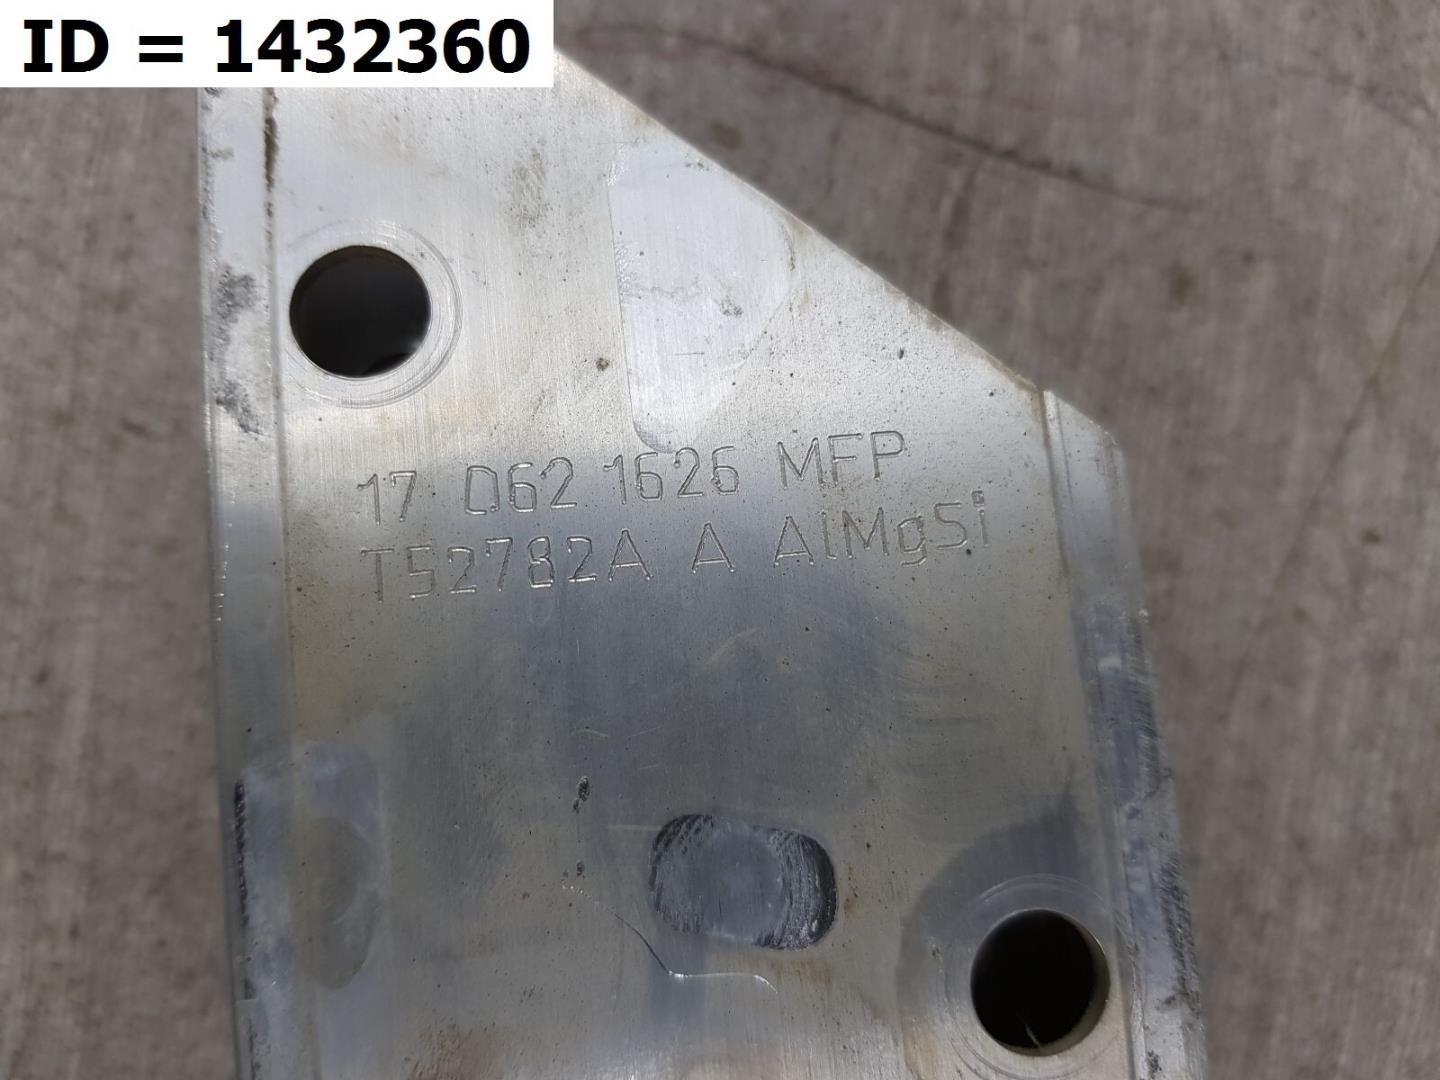 ID = 1432360
17 062 1626 MFP
T52782A A AlMgSi